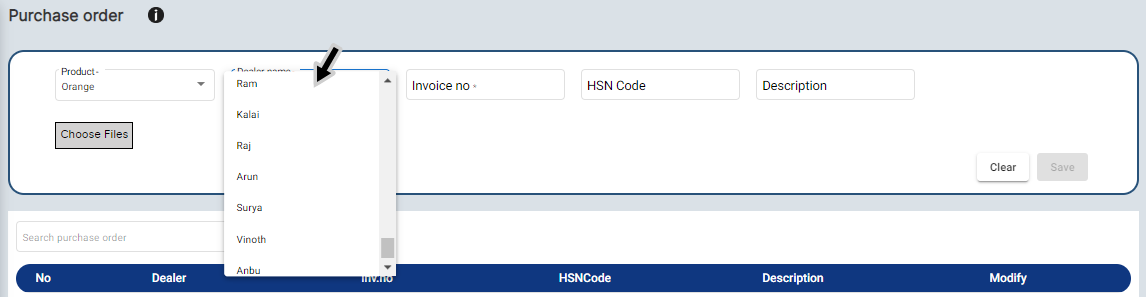 Purchase order
Product -
Orange
Dealer name -
Ram
Kalai
Raj
Arun
Surya
Vinoth
Anbu
Invoice no *
HSN Code
Description
Choose Files
Clear
Save
Search purchase order
No Dealer Inv.no HSNCode Description Modify